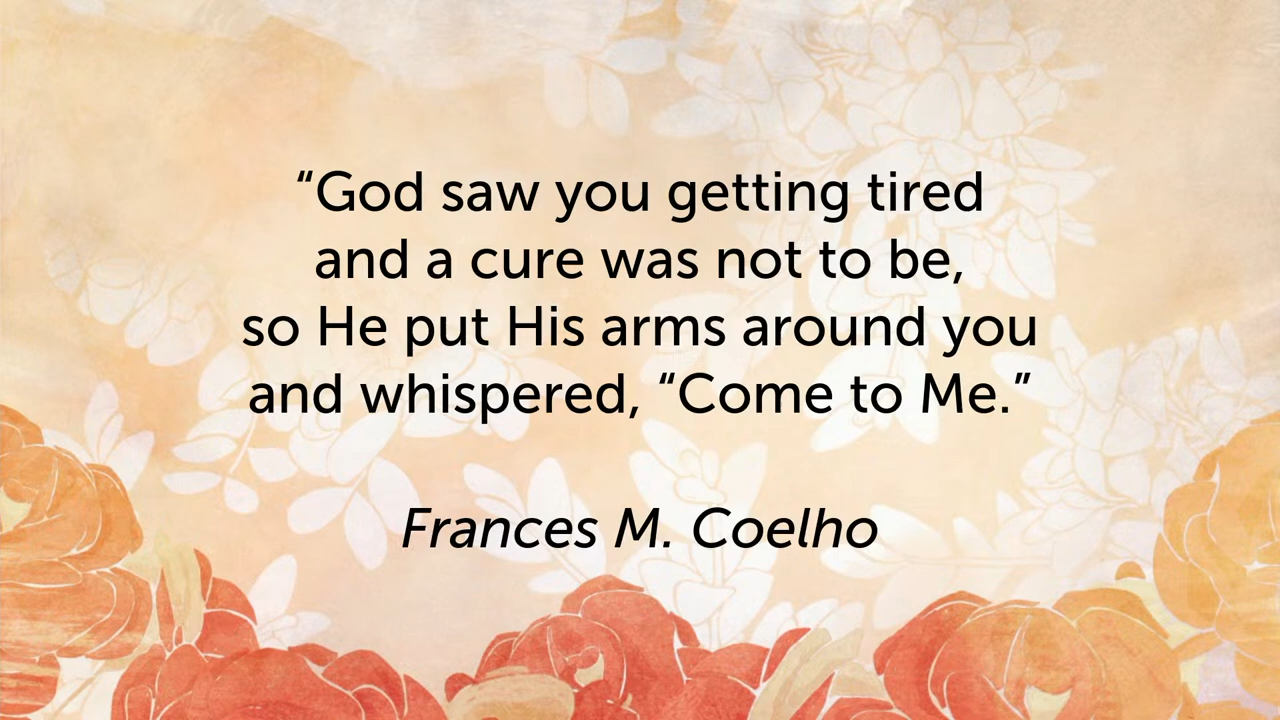 “God saw you getting tired
and a cure was not to be,
so He put His arms around you
and whispered, “Come to Me.”
Frances M. Coelho